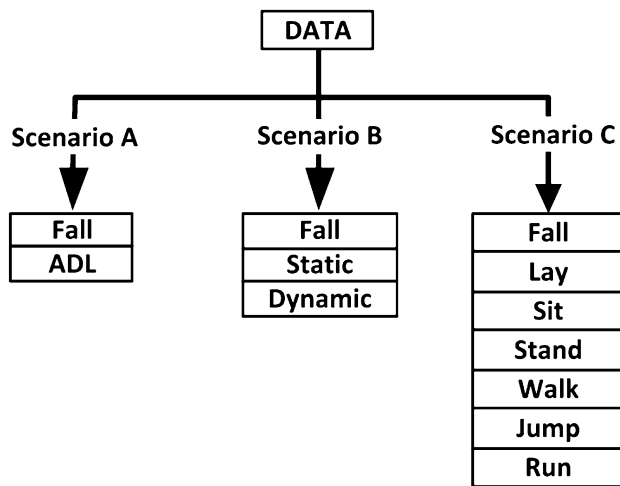 DATA
Scenario A
Scenario B
Scenario C
Fall
ADL
Fall
Static
Dynamic
Fall
Lay
Sit
Stand
Walk
Jump
Run